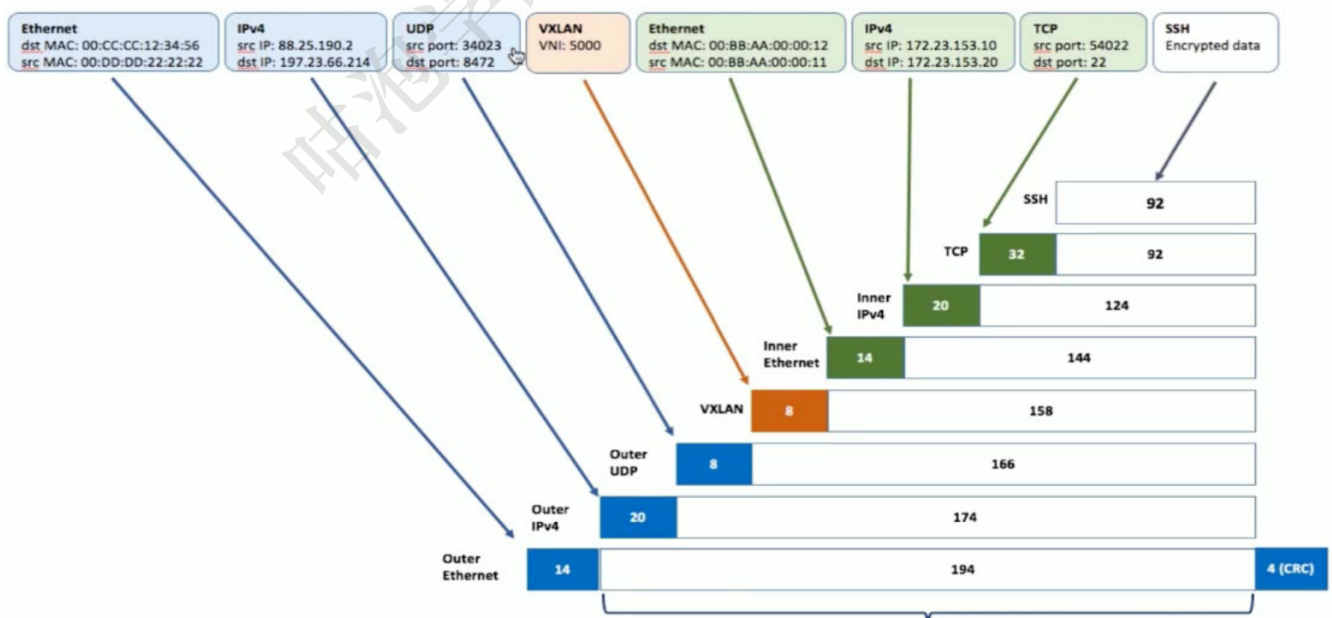 Ethernet
dst MAC: 00:CC:CC:12:34:56
src MAC: 00:DD:DD:22:22:22
IPv4
src IP: 88.25.190.2
dst IP: 197.23.66.214
UDP
src port: 34023
dst port: 8472
VXLAN
VNI: 5000
Ethernet
dst MAC: 00:BB:AA:00:00:12
src MAC: 00:BB:AA:00:00:11
IPv4
src IP: 172.23.153.10
dst IP: 172.23.153.20
TCP
src port: 54022
dst port: 22
SSH
Encrypted data
咕泡学
SSH
92
TCP
32
92
Inner
IPv4
20
124
Inner
Ethernet
14
144
VXLAN
8
158
Outer
UDP
8
166
Outer
IPv4
20
174
Outer
Ethernet
14
194
4 (CRC)